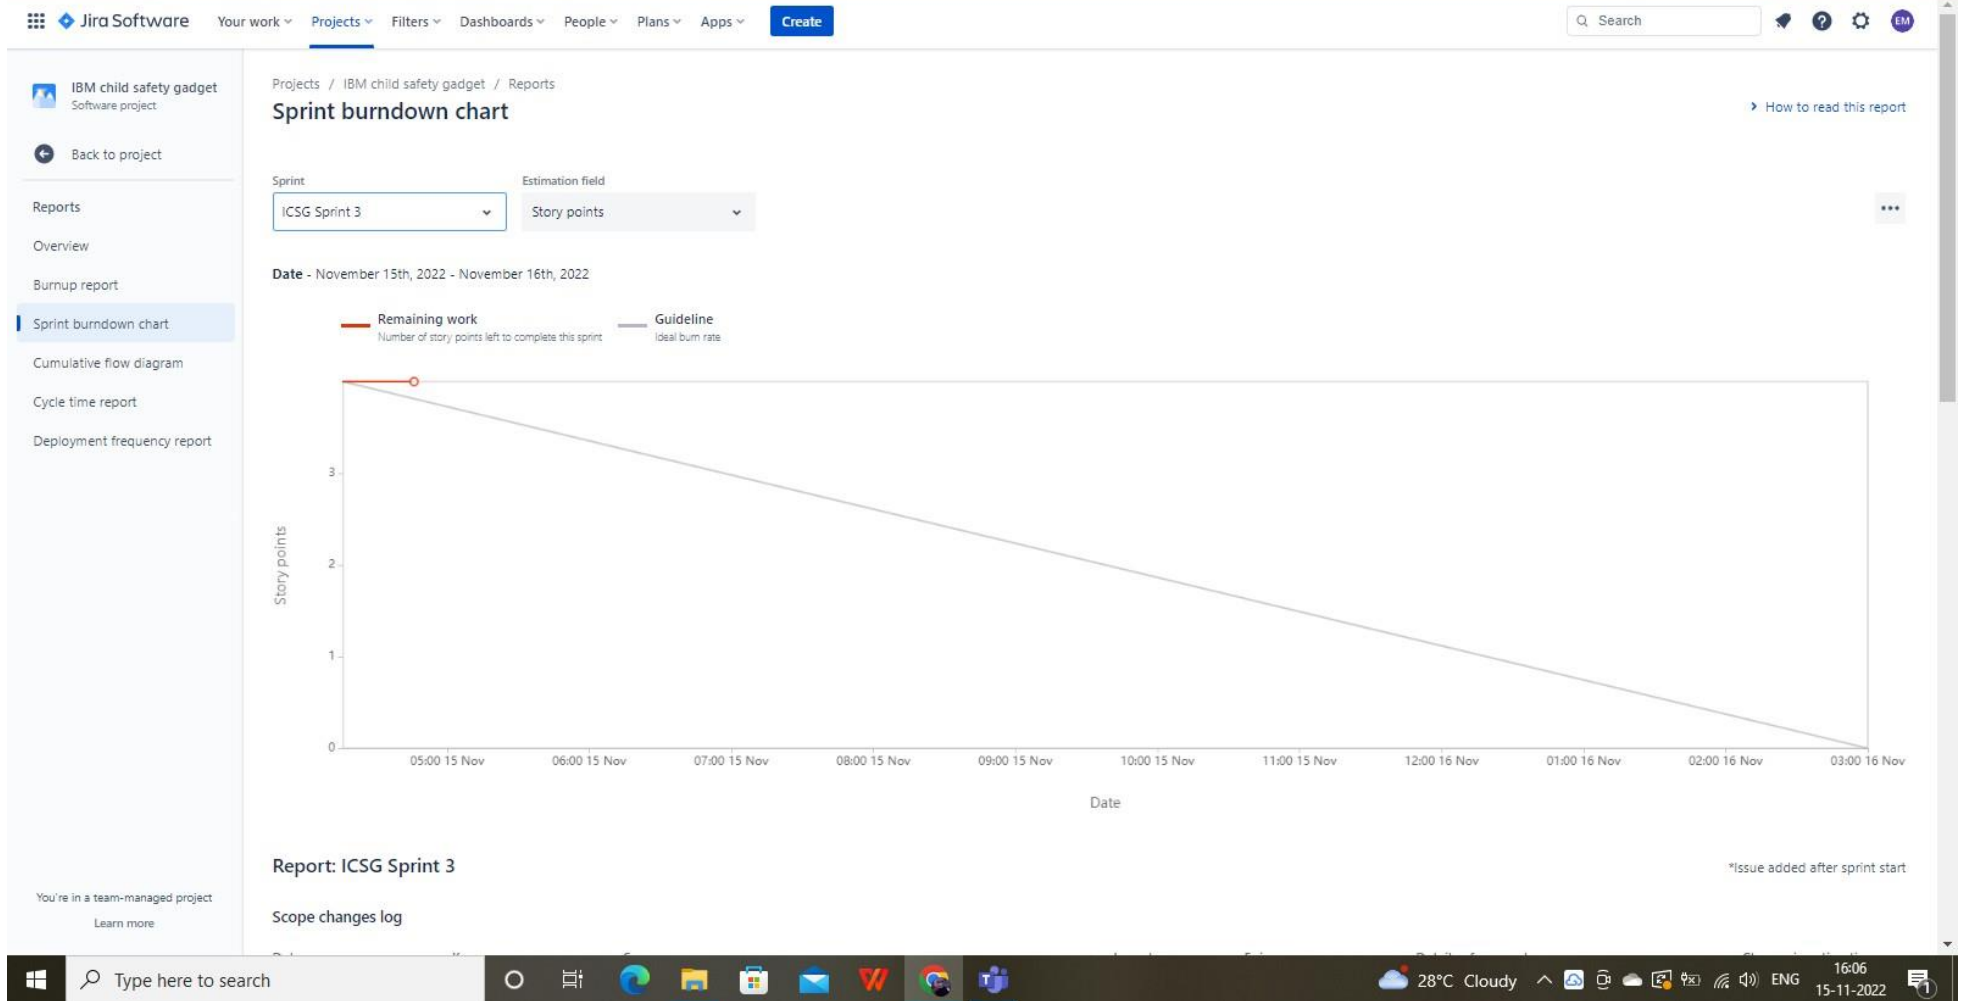 Jira Software Your work Projects Filters Dashboards People Plans Apps Create Search EM
IBM child safety gadget
Software project
Back to project
Reports
Overview
Burnup report
Sprint burndown chart
Cumulative flow diagram
Cycle time report
Deployment frequency report
You're in a team-managed project
Learn more
Projects / IBM child safety gadget / Reports
Sprint burndown chart
How to read this report
Sprint Estimation field
ICSG Sprint 3 Story points
Date - November 15th, 2022 - November 16th, 2022
Remaining work Guideline
Number of story points left to complete this sprint Ideal burn rate
3
2
1
0
Story points
05:00 15 Nov 06:00 15 Nov 07:00 15 Nov 08:00 15 Nov 09:00 15 Nov 10:00 15 Nov 11:00 15 Nov 12:00 16 Nov 01:00 16 Nov 02:00 16 Nov 03:00 16 Nov
Date
Report: ICSG Sprint 3
*Issue added after sprint start
Scope changes log
Type here to search 28°C Cloudy ENG 16:06
15-11-2022
1